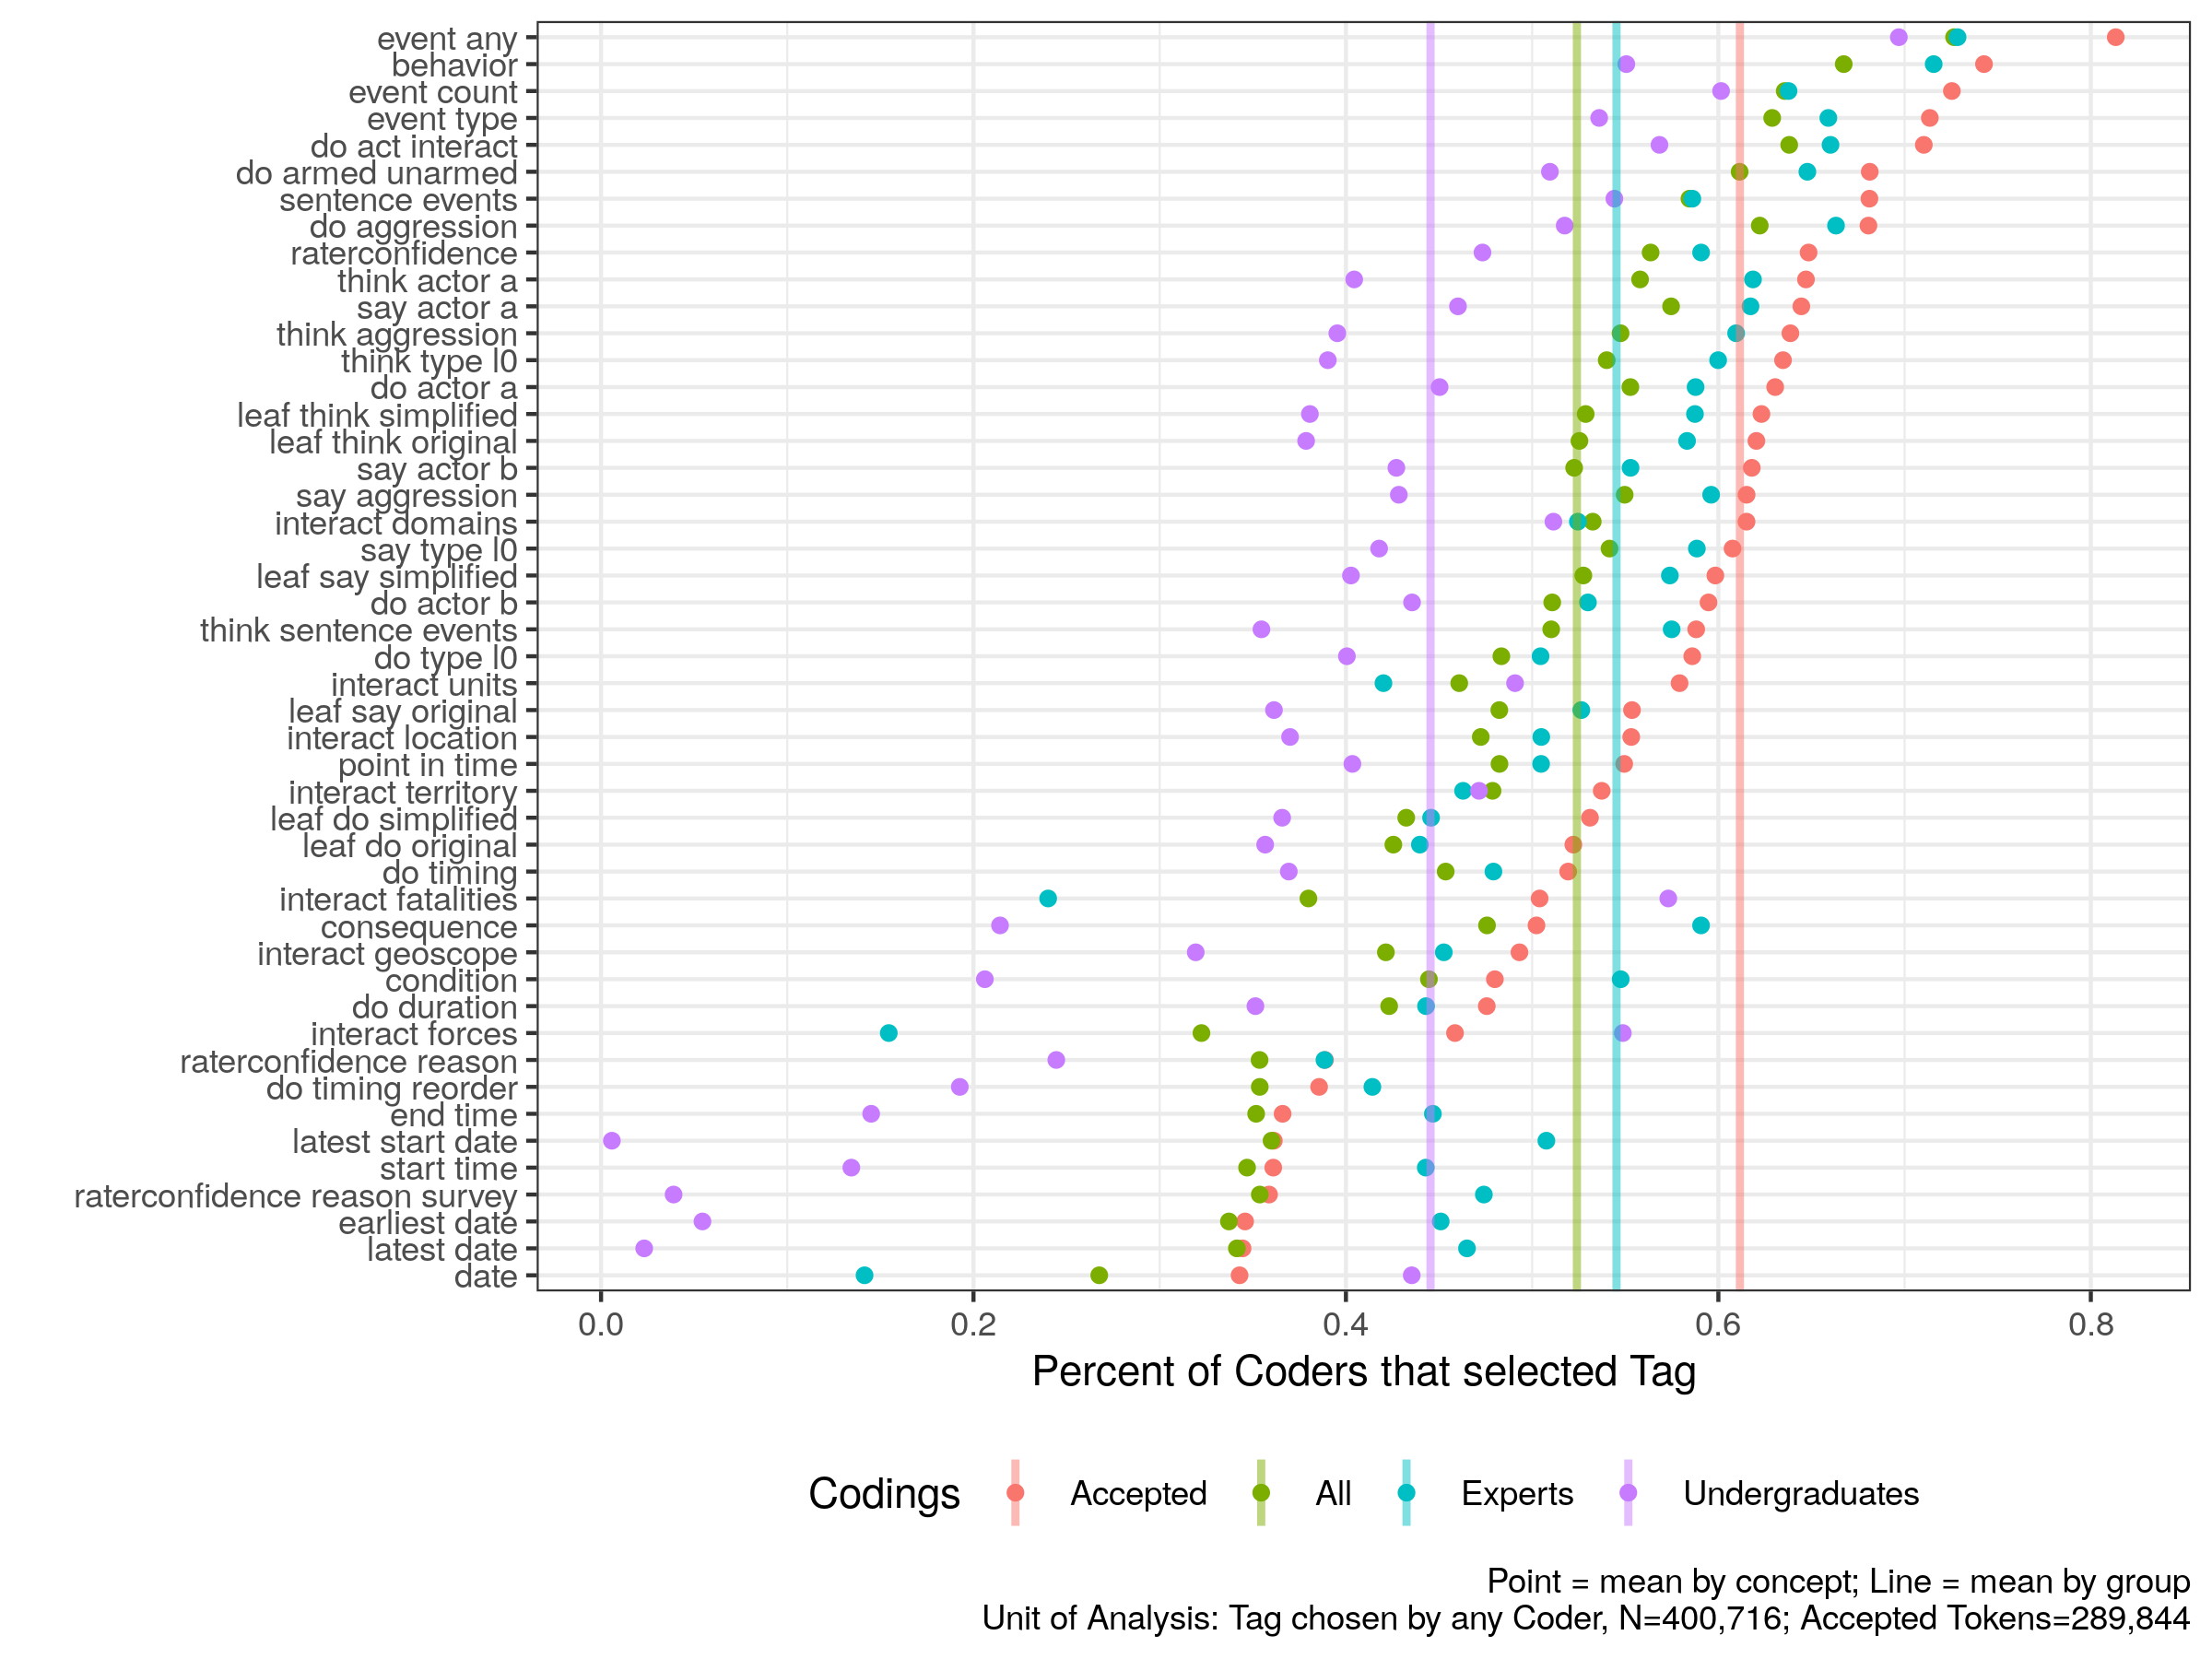 event any
behavior
event count
event type
do act interact
do armed unarmed
sentence events
do aggression
raterconfidence
think actor a
say actor a
think aggression
think type l0
do actor a
leaf think simplified
leaf think original
say actor b
say aggression
interact domains
say type l0
leaf say simplified
do actor b
think sentence events
do type l0
interact units
leaf say original
interact location
point in time
interact territory
leaf do simplified
leaf do original
do timing
interact fatalities
consequence
interact geoscope
condition
do duration
interact forces
raterconfidence reason
do timing reorder
end time
latest start date
start time
raterconfidence reason survey
earliest date
latest date
date
0.0 0.2 0.4 0.6 0.8
Percent of Coders that selected Tag
Codings Accepted All Experts Undergraduates
Point = mean by concept; Line = mean by group
Unit of Analysis: Tag chosen by any Coder, N=400,716; Accepted Tokens=289,844